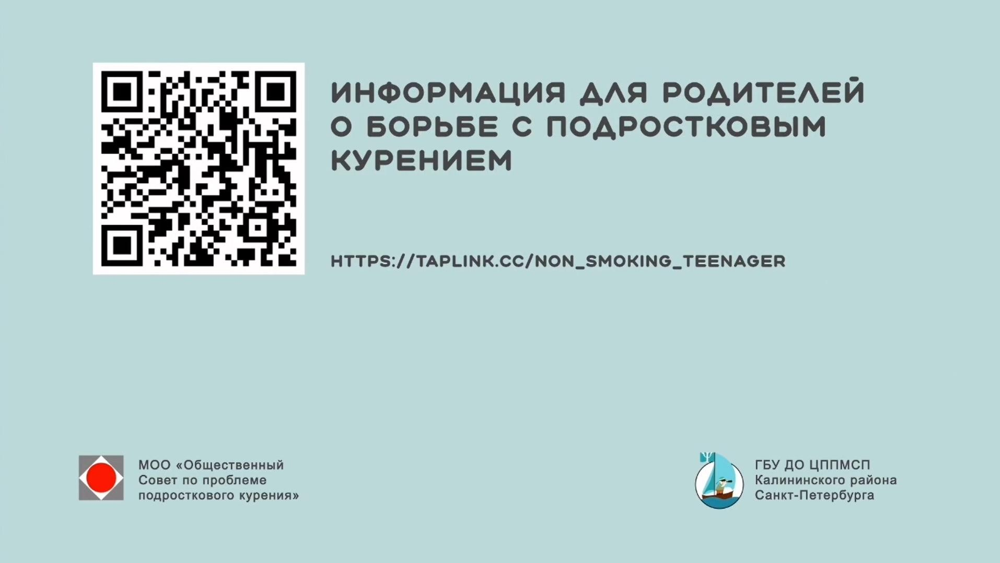 ИНФОРМАЦИЯ ДЛЯ РОДИТЕЛЕЙ
О БОРЬБЕ С ПОДРОСТКОВЫМ
КУРЕНИЕМ
HTTPS://TAPLINK.CC/NON_SMOKING_TEENAGER
МОО «Общественный
Совет по проблеме
подросткового курения»
ГБУ ДО ЦППМСП
Калининского района
Санкт-Петербурга